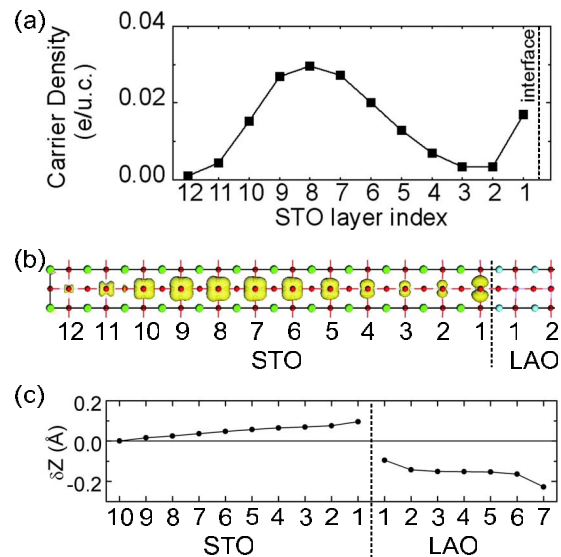 (a)
Carrier Density
(e/u.c.)
0.04
0.02
0.00
interface
12 11 10 9 8 7 6 5 4 3 2 1
STO layer index
(b)
12 11 10 9 8 7 6 5 4 3 2 1 1 2
STO LAO
(c)
δZ (Å)
0.2
0.0
-0.2
10 9 8 7 6 5 4 3 2 1 1 2 3 4 5 6 7
STO LAO